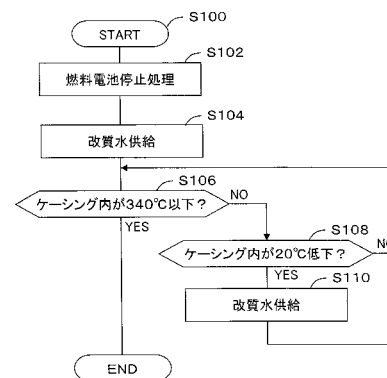 S100
START
S102
燃料電池停止処理
S104
改質水供給
S106
ケーシング内が340℃以下？
NO
YES
S108
ケーシング内が20℃低下？
NO
YES
S110
改質水供給
END